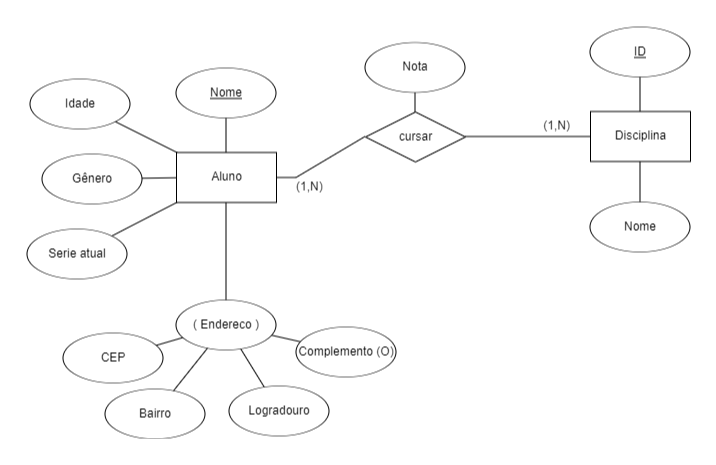 ID
Nota
Nome
Idade
(1,N)
cursar
Disciplina
Aluno
Gênero
(1,N)
Nome
Serie atual
( Endereco )
CEP
Complemento (O)
Bairro
Logradouro